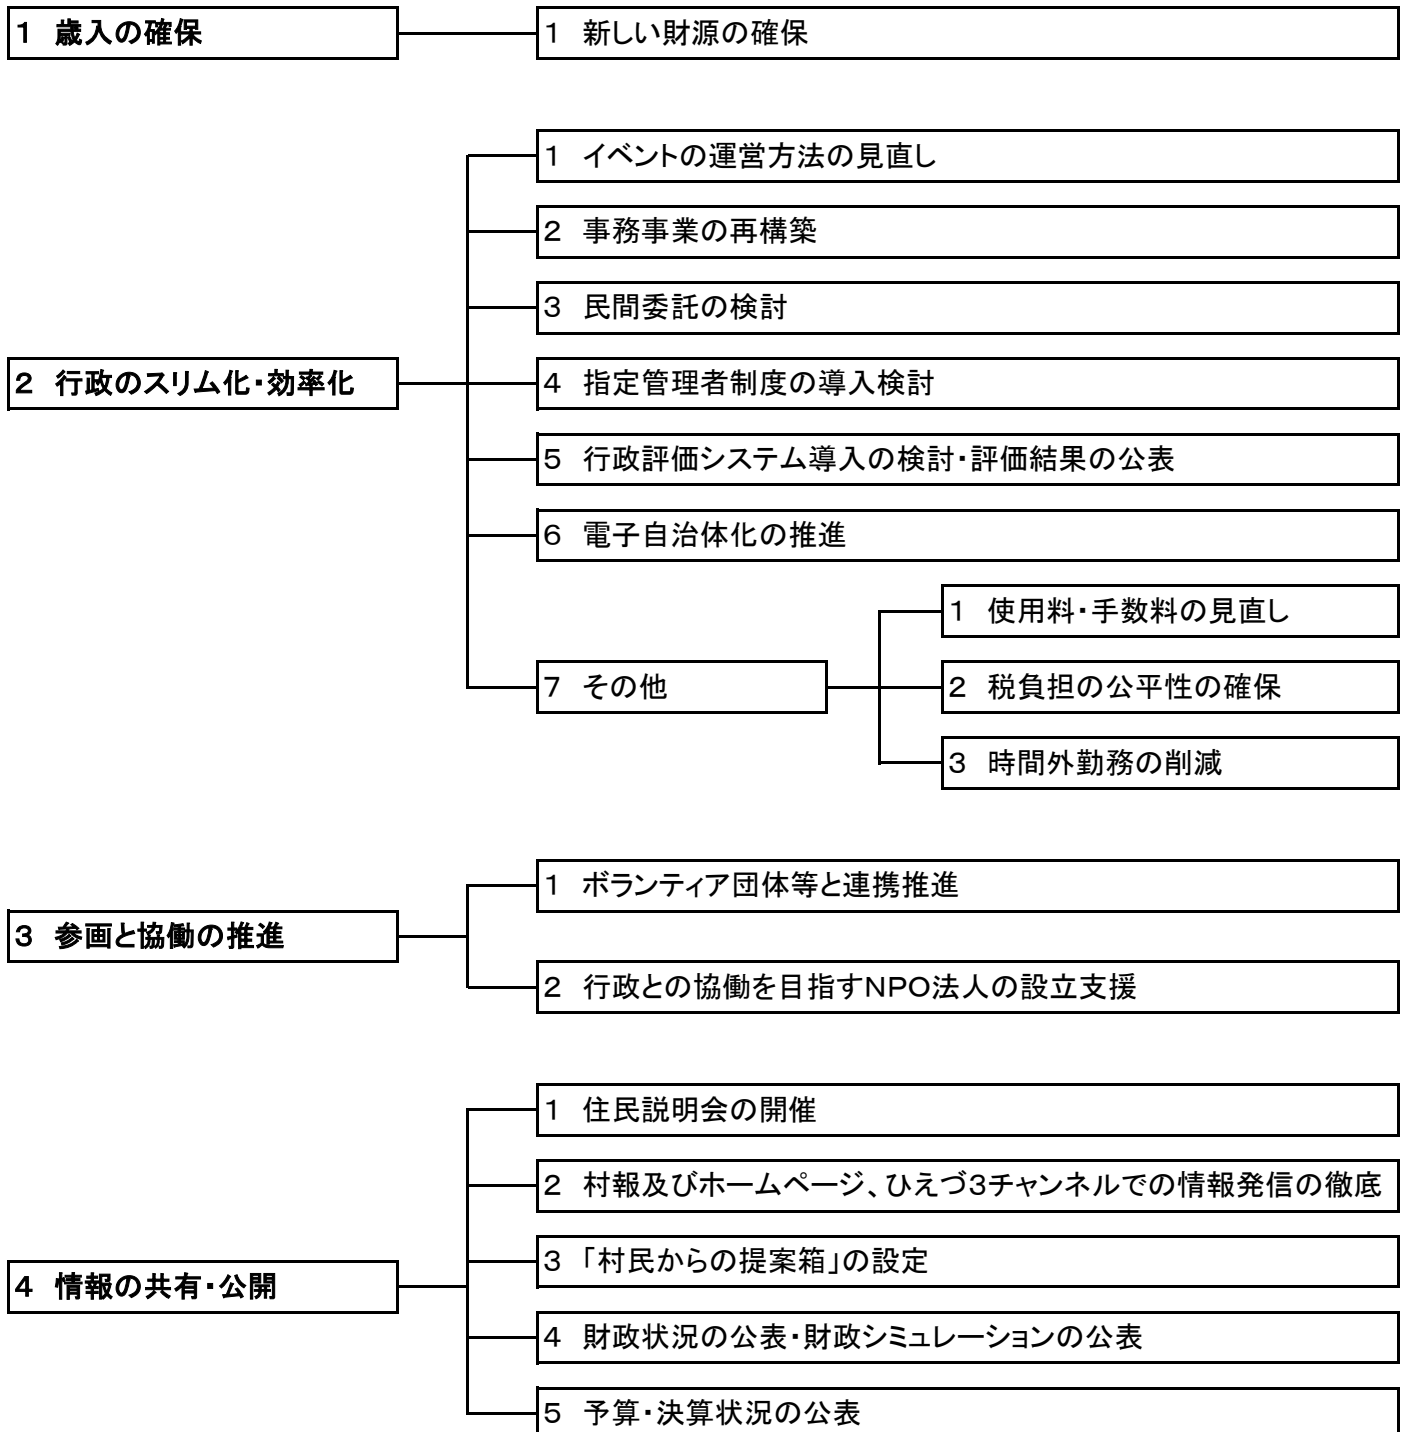 １　歳入の確保
１　新しい財源の確保
１　イベントの運営方法の見直し
２　事務事業の再構築
３　民間委託の検討
２　行政のスリム化・効率化
４　指定管理者制度の導入検討
５　行政評価システム導入の検討・評価結果の公表
６　電子自治体化の推進
７　その他
１　使用料・手数料の見直し
２　税負担の公平性の確保
３　時間外勤務の削減
３　参画と協働の推進
１　ボランティア団体等と連携推進
２　行政との協働を目指すNPO法人の設立支援
４　情報の共有・公開
１　住民説明会の開催
２　村報及びホームページ、ひえづ3チャンネルでの情報発信の徹底
３　「村民からの提案箱」の設定
４　財政状況の公表・財政シミュレーションの公表
５　予算・決算状況の公表